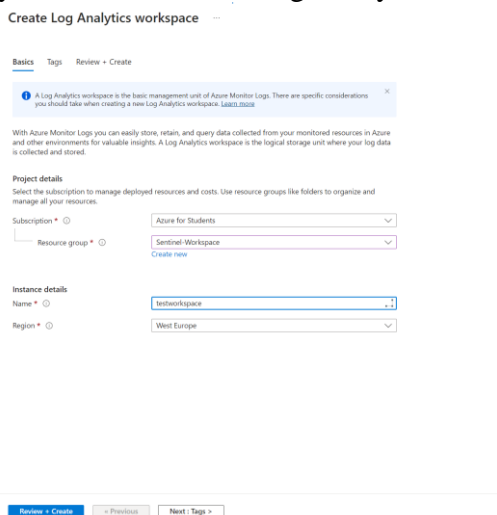 Create Log Analytics workspace ...
Basics Tags Review + Create
A Log Analytics workspace is the basic management unit of Azure Monitor Logs. There are specific considerations
you should take when creating a new Log Analytics workspace. Learn more
With Azure Monitor Logs you can easily store, retain, and query data collected from your monitored resources in Azure
and other environments for valuable insights. A Log Analytics workspace is the logical storage unit where your log data
is collected and stored.
Project details
Select the subscription to manage deployed resources and costs. Use resource groups like folders to organize and
manage all your resources.
Subscription * Azure for Students
Resource group * Sentinel-Workspace
Create new
Instance details
Name * testworkspace
Region * West Europe
Review + Create < Previous Next : Tags >